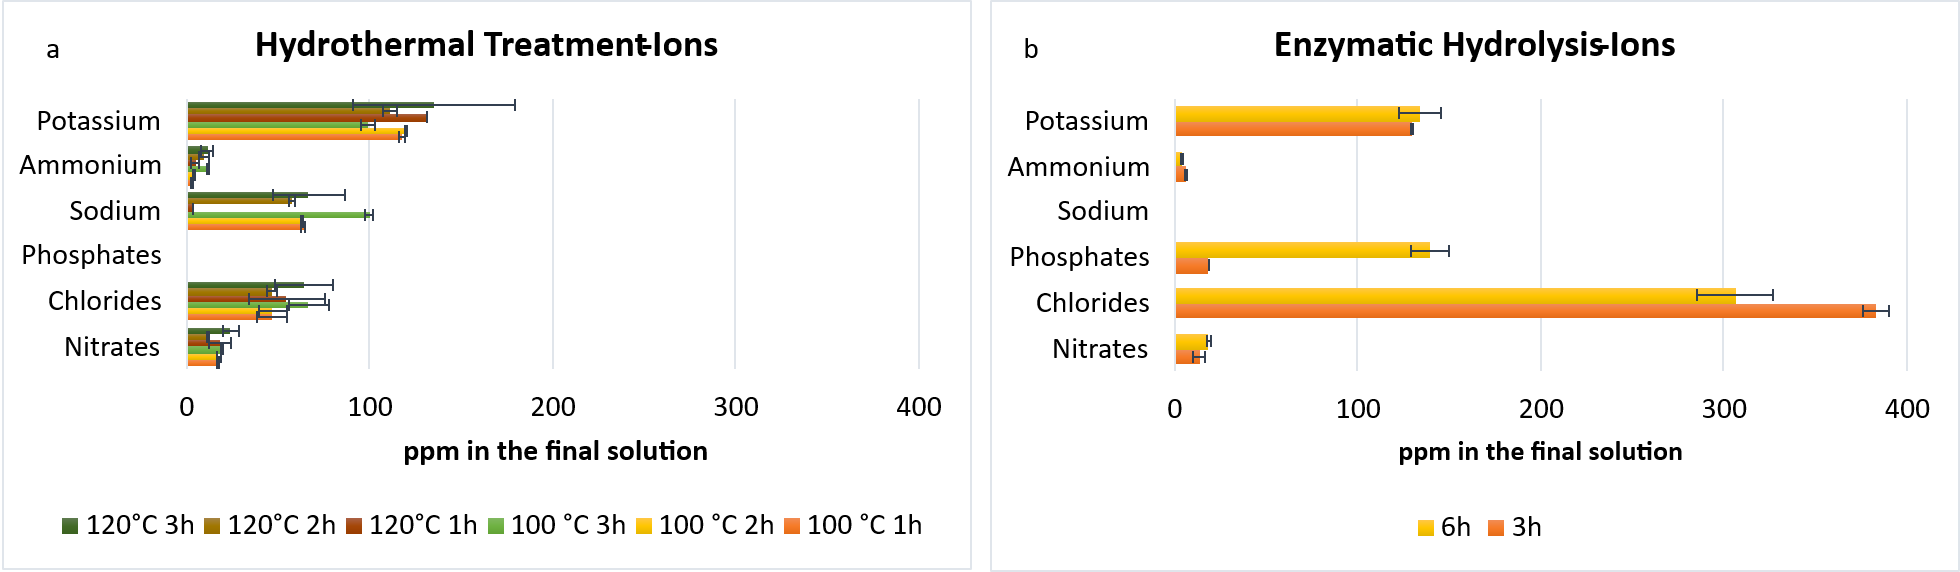 a
Hydrothermal Treatment-Ions
Potassium
Ammonium
Sodium
Phosphates
Chlorides
Nitrates
0 100 200 300 400
ppm in the final solution
120°C 3h 120°C 2h 120°C 1h 100 °C 3h 100 °C 2h 100 °C 1h
b
Enzymatic Hydrolysis-Ions
Potassium
Ammonium
Sodium
Phosphates
Chlorides
Nitrates
0 100 200 300 400
ppm in the final solution
6h 3h